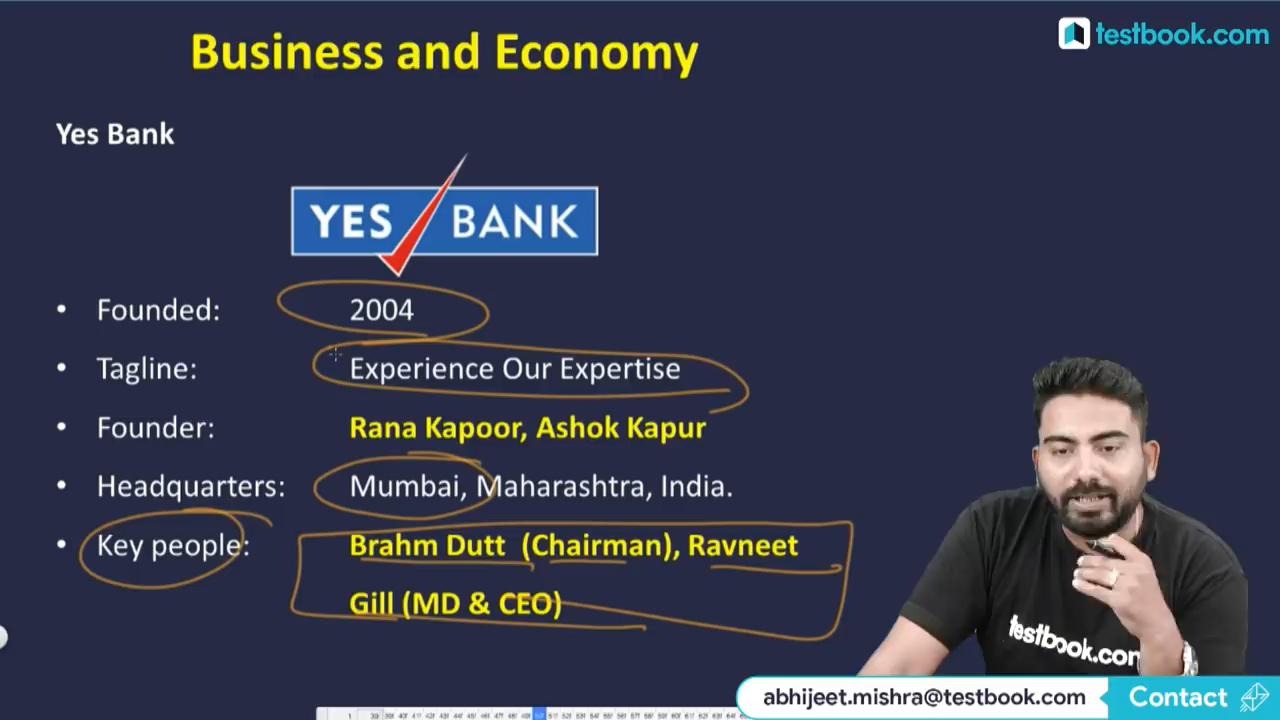 Business and Economy
testbook.com
Yes Bank
YES BANK
• Founded: 2004
• Tagline: Experience Our Expertise
• Founder: Rana Kapoor, Ashok Kapur
• Headquarters: Mumbai, Maharashtra, India.
• Key people: Brahm Dutt (Chairman), Ravneet
Gill (MD & CEO)
testbook.com
abhijeet.mishra@testbook.com Contact